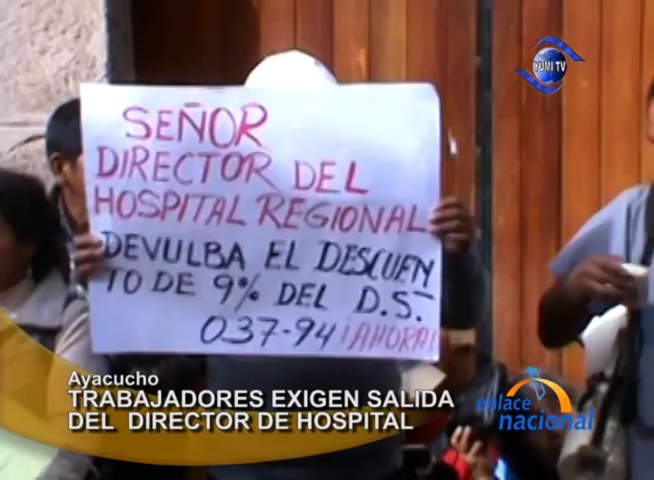 YUMI TV
SEÑOR
DIRECTOR DEL
HOSPITAL REGIONAL
DEVULBA EL DESCUEN
TO DE 9% DEL D.S.
037-94 ¡AHORA!
Ayacucho
TRABAJADORES EXIGEN SALIDA
DEL DIRECTOR DE HOSPITAL
enlace
nacional